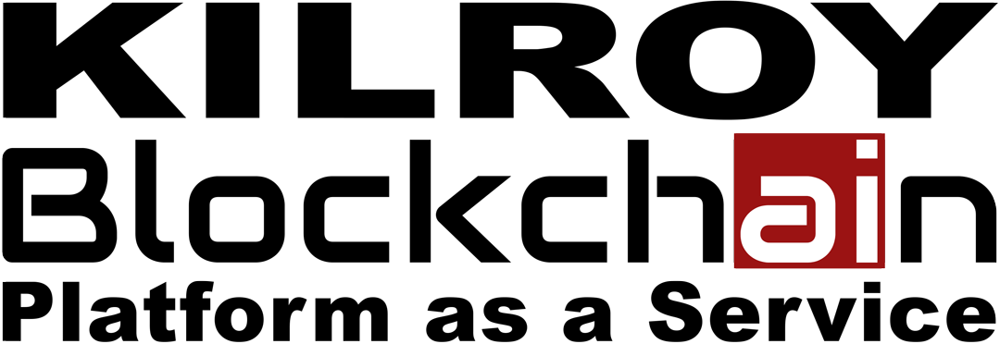 KILROY
Blockchain
Platform as a Service